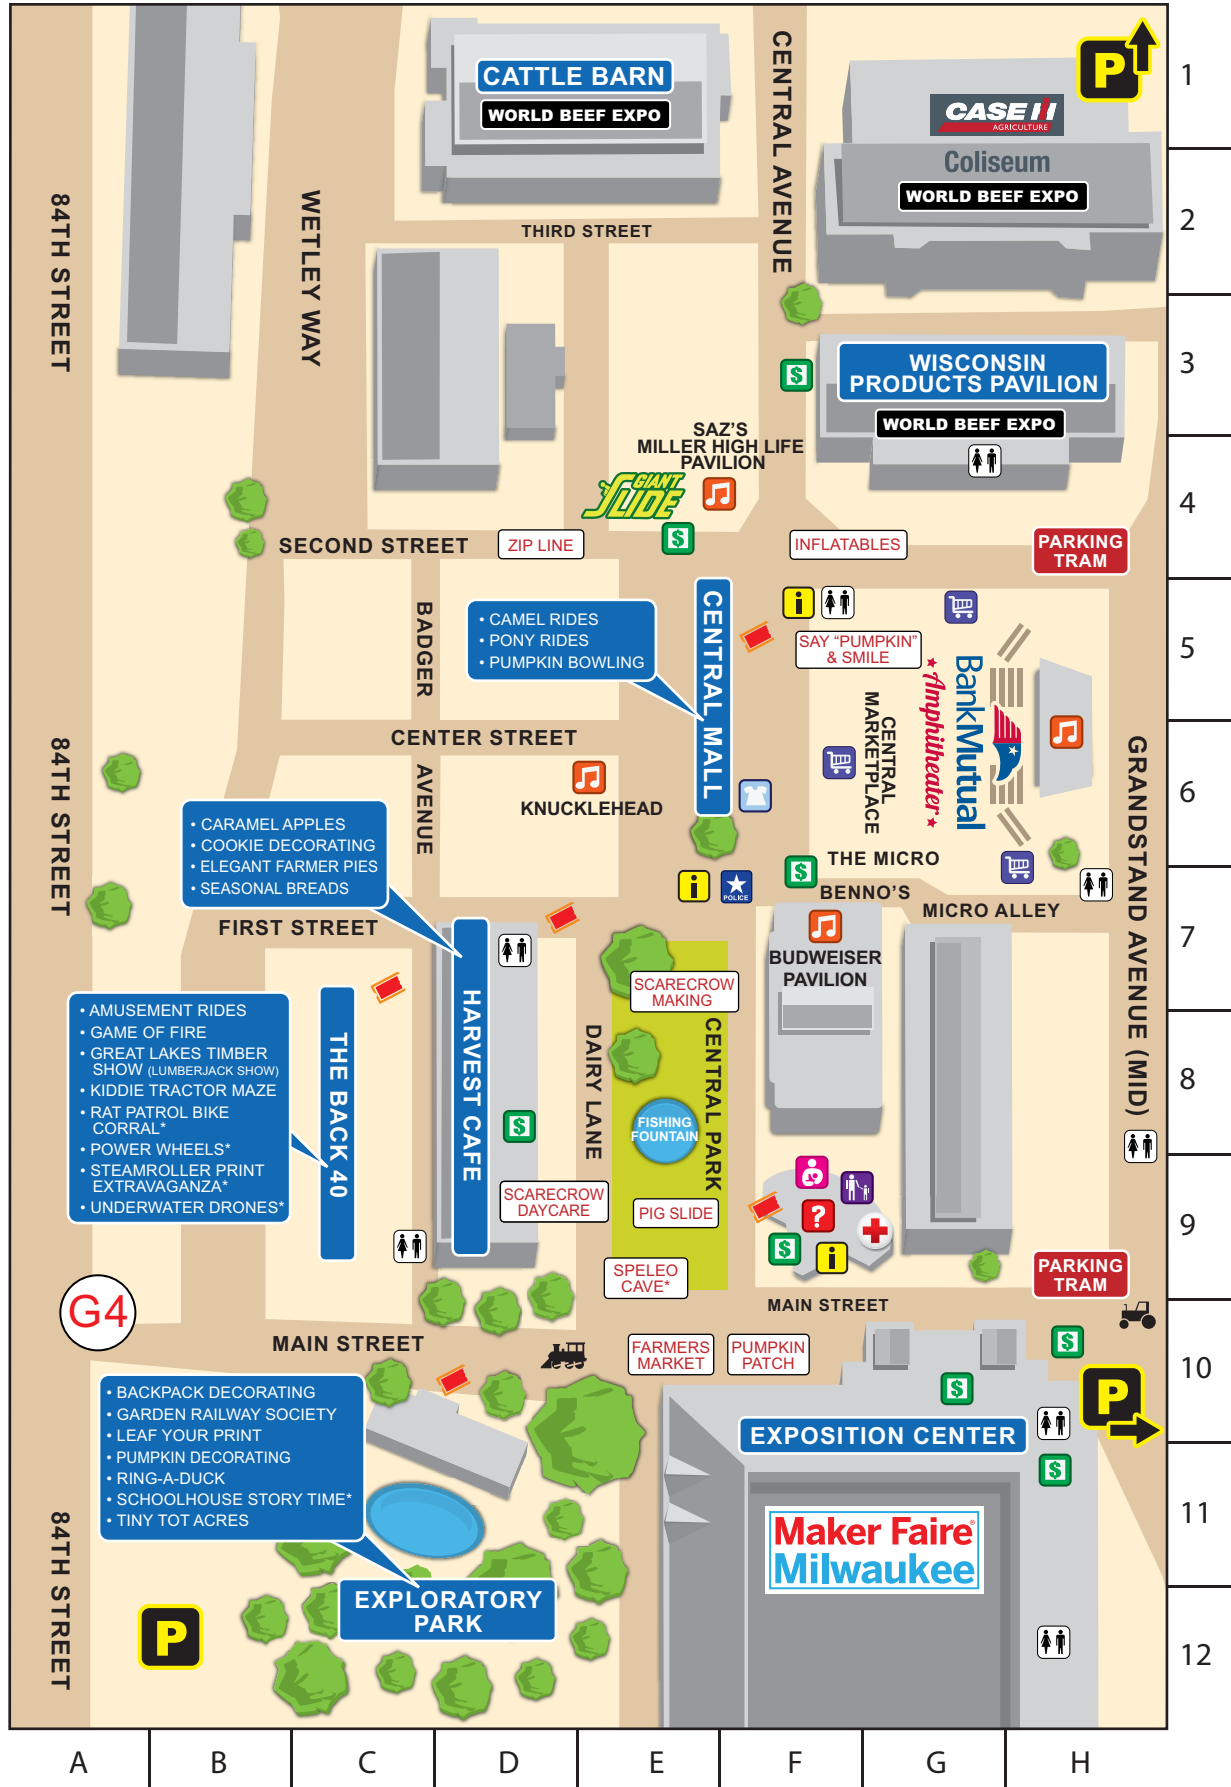 CATTLE BARN
WORLD BEEF EXPO
CENTRAL AVENUE
P
1
CASE IH
AGRICULTURE
Coliseum
WORLD BEEF EXPO
84TH STREET
WETLEY WAY
THIRD STREET
2
$
WISCONSIN
PRODUCTS PAVILION
WORLD BEEF EXPO
3
SAZ'S
MILLER HIGH LIFE
PAVILION
GIANT
SLIDE
4
$
SECOND STREET
ZIP LINE
INFLATABLES
PARKING
TRAM
BADGER
AVENUE
• CAMEL RIDES
• PONY RIDES
• PUMPKIN BOWLING
CENTRAL MALL
i
SAY "PUMPKIN"
& SMILE
5
BankMutual
Amphitheater
CENTRAL
MARKETPLACE
84TH STREET
CENTER STREET
KNUCKLEHEAD
GRANDSTAND AVENUE (MID)
6
• CARAMEL APPLES
• COOKIE DECORATING
• ELEGANT FARMER PIES
• SEASONAL BREADS
$
THE MICRO
i
POLICE
BENNO'S
MICRO ALLEY
FIRST STREET
7
BUDWEISER
PAVILION
SCARECROW
MAKING
HARVEST CAFE
DAIRY LANE
CENTRAL PARK
THE BACK 40
• AMUSEMENT RIDES
• GAME OF FIRE
• GREAT LAKES TIMBER
SHOW (LUMBERJACK SHOW)
• KIDDIE TRACTOR MAZE
• RAT PATROL BIKE
CORRAL*
• POWER WHEELS*
• STEAMROLLER PRINT
EXTRAVAGANZA*
• UNDERWATER DRONES*
8
$
FISHING
FOUNTAIN
SCARECROW
DAYCARE
PIG SLIDE
?
$
i
9
SPELEO
CAVE*
PARKING
TRAM
G4
MAIN STREET
MAIN STREET
FARMERS
MARKET
PUMPKIN
PATCH
$
10
$
P
• BACKPACK DECORATING
• GARDEN RAILWAY SOCIETY
• LEAF YOUR PRINT
• PUMPKIN DECORATING
• RING-A-DUCK
• SCHOOLHOUSE STORY TIME*
• TINY TOT ACRES
EXPOSITION CENTER
$
84TH STREET
Maker Faire®
Milwaukee
11
EXPLORATORY
PARK
P
12
A
B
C
D
E
F
G
H